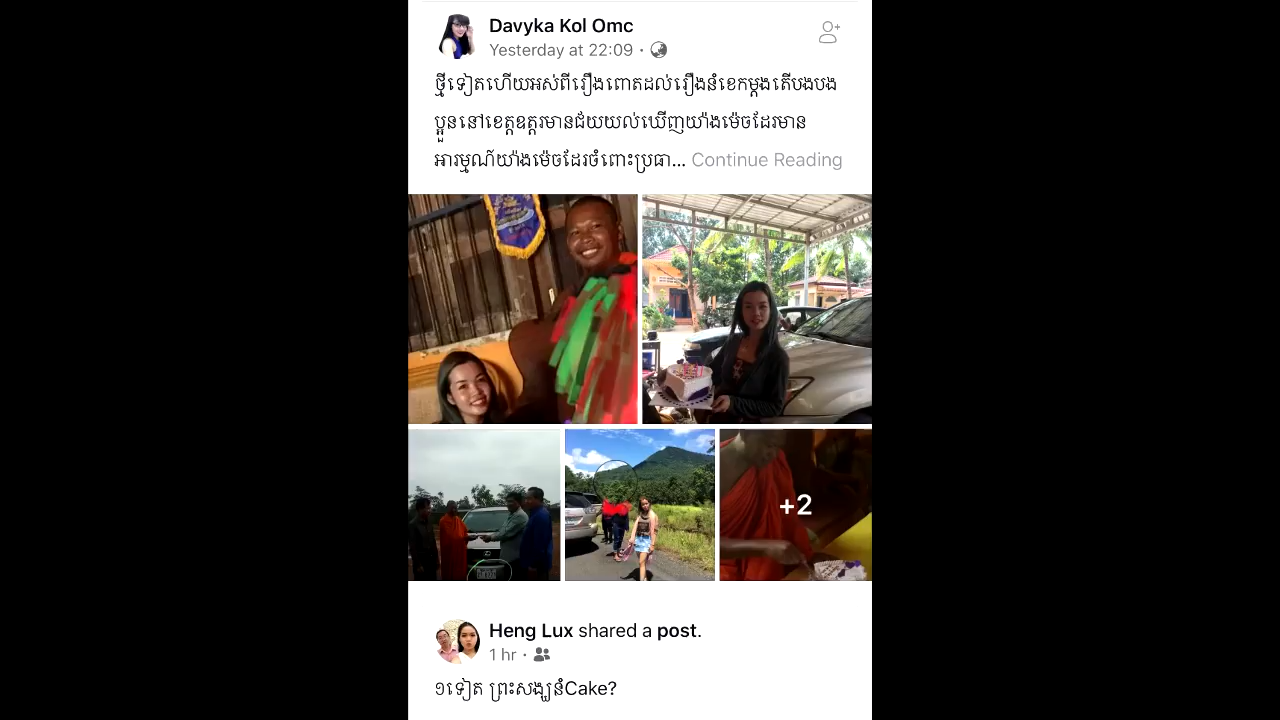 Davyka Kol Omc
Yesterday at 22:09 ·
ថ្មីទៀតហើយអស់ពីរឿងពោតដល់រឿងនំខេកម្តងតើបងបង
ប្អូននៅខេត្តឧត្តរមានជ័យយល់ឃើញយ៉ាងម៉េចដែរមាន
អារម្មណ៍យ៉ាងម៉េចដែរចំពោះប្រធា... Continue Reading
+2
Heng Lux shared a post.
1 hr ·
១ទៀត ព្រះសង្ឃនំCake?